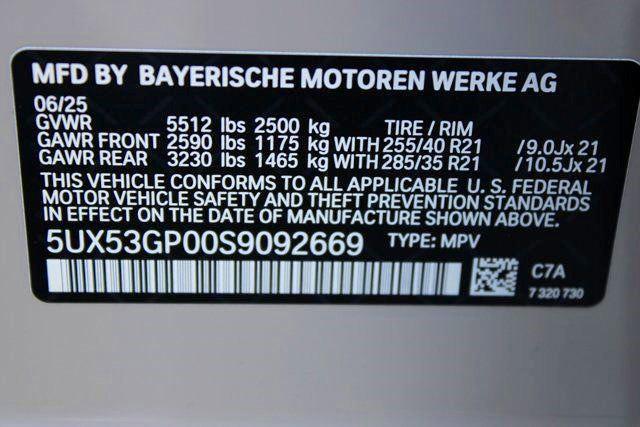 MFD BY BAYERISCHE MOTOREN WERKE AG
06/25
GVWR 5512 lbs 2500 kg TIRE / RIM
GAWR FRONT 2590 lbs 1175 kg WITH 255/40 R21 /9.0Jx 21
GAWR REAR 3230 lbs 1465 kg WITH 285/35 R21 /10.5Jx 21
THIS VEHICLE CONFORMS TO ALL APPLICABLE U. S. FEDERAL
MOTOR VEHICLE SAFETY AND THEFT PREVENTION STANDARDS
IN EFFECT ON THE DATE OF MANUFACTURE SHOWN ABOVE.
5UX53GP00S9092669 TYPE: MPV
C7A
7 320 730